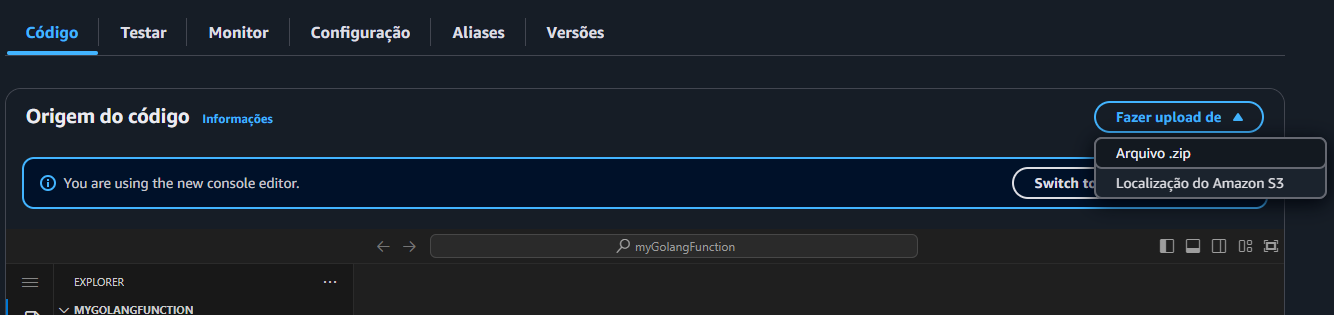 Código Testar Monitor Configuração Aliases Versões
Origem do código Informações Fazer upload de
Arquivo .zip
You are using the new console editor. Switch to
Localização do Amazon S3
myGolangFunction
EXPLORER
MYGOLANGFUNCTION